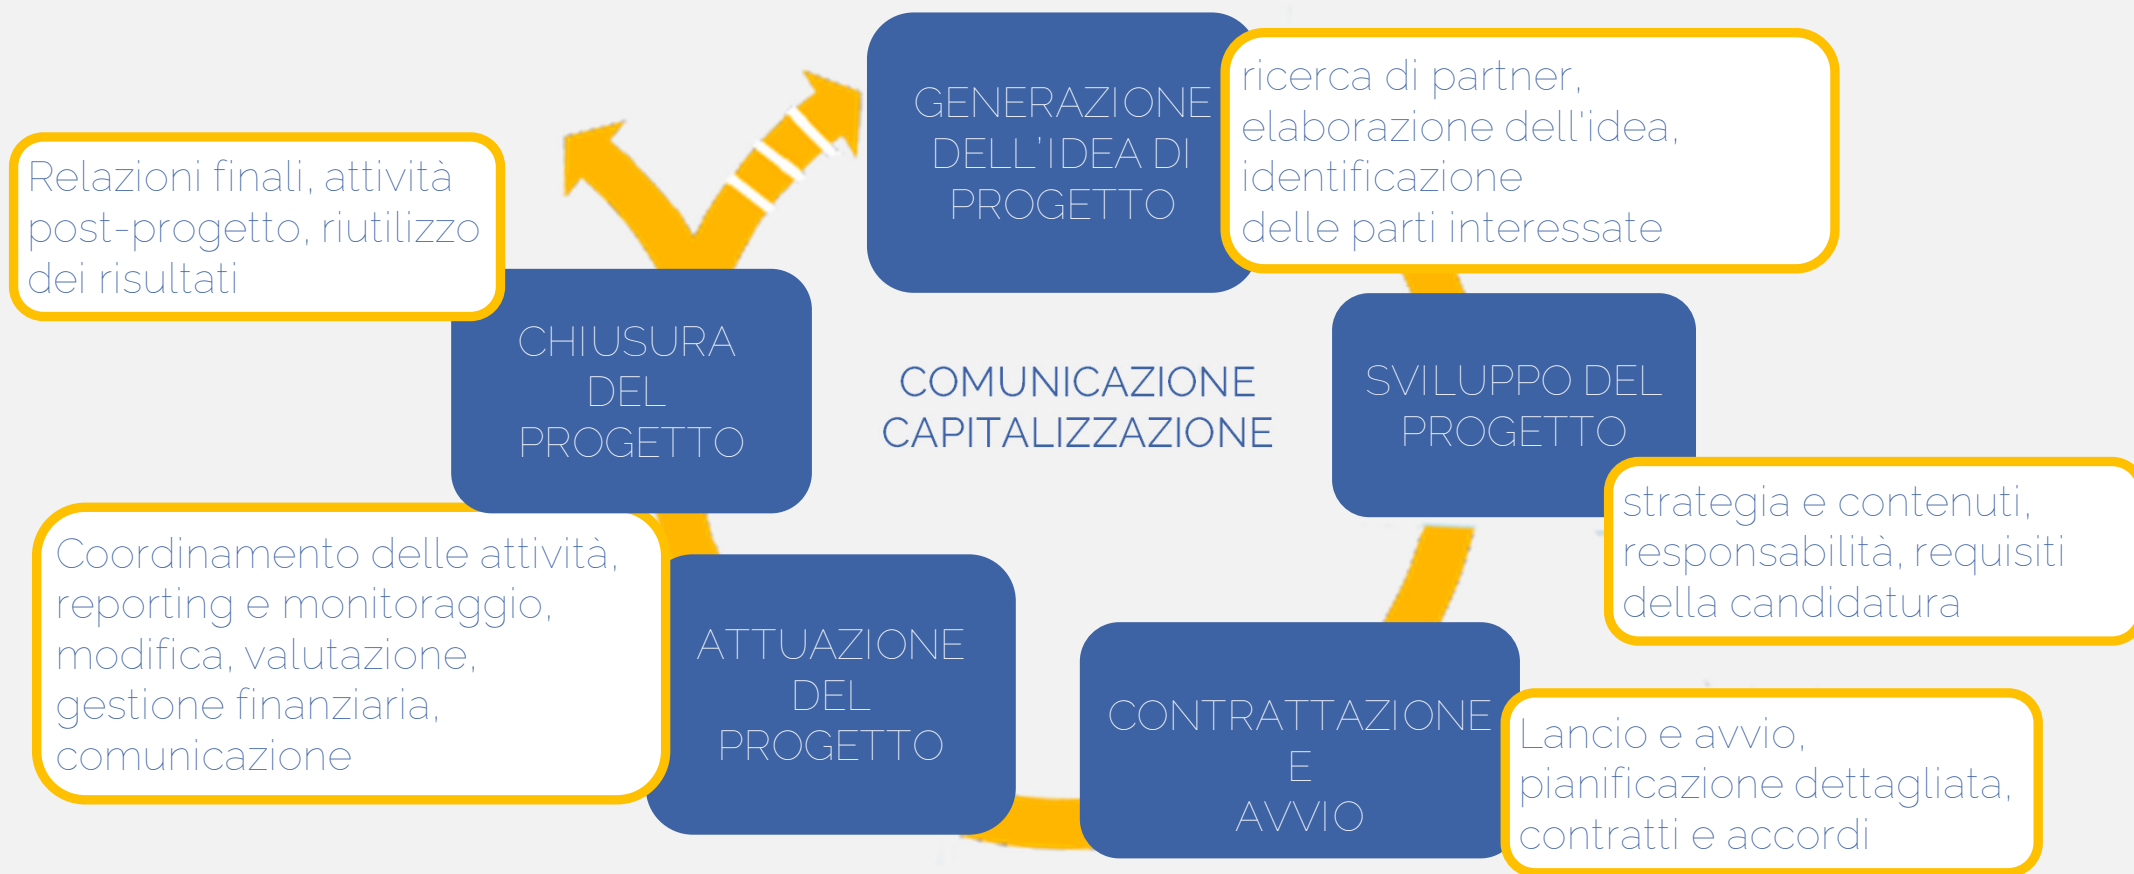 GENERAZIONE
DELL'IDEA DI
PROGETTO
ricerca di partner,
elaborazione dell'idea,
identificazione
delle parti interessate
SVILUPPO DEL
PROGETTO
strategia e contenuti,
responsabilità, requisiti
della candidatura
CONTRATTAZIONE
E
AVVIO
Lancio e avvio,
pianificazione dettagliata,
contratti e accordi
ATTUAZIONE
DEL
PROGETTO
Coordinamento delle attività,
reporting e monitoraggio,
modifica, valutazione,
gestione finanziaria,
comunicazione
CHIUSURA
DEL
PROGETTO
Relazioni finali, attività
post-progetto, riutilizzo
dei risultati
COMUNICAZIONE
CAPITALIZZAZIONE